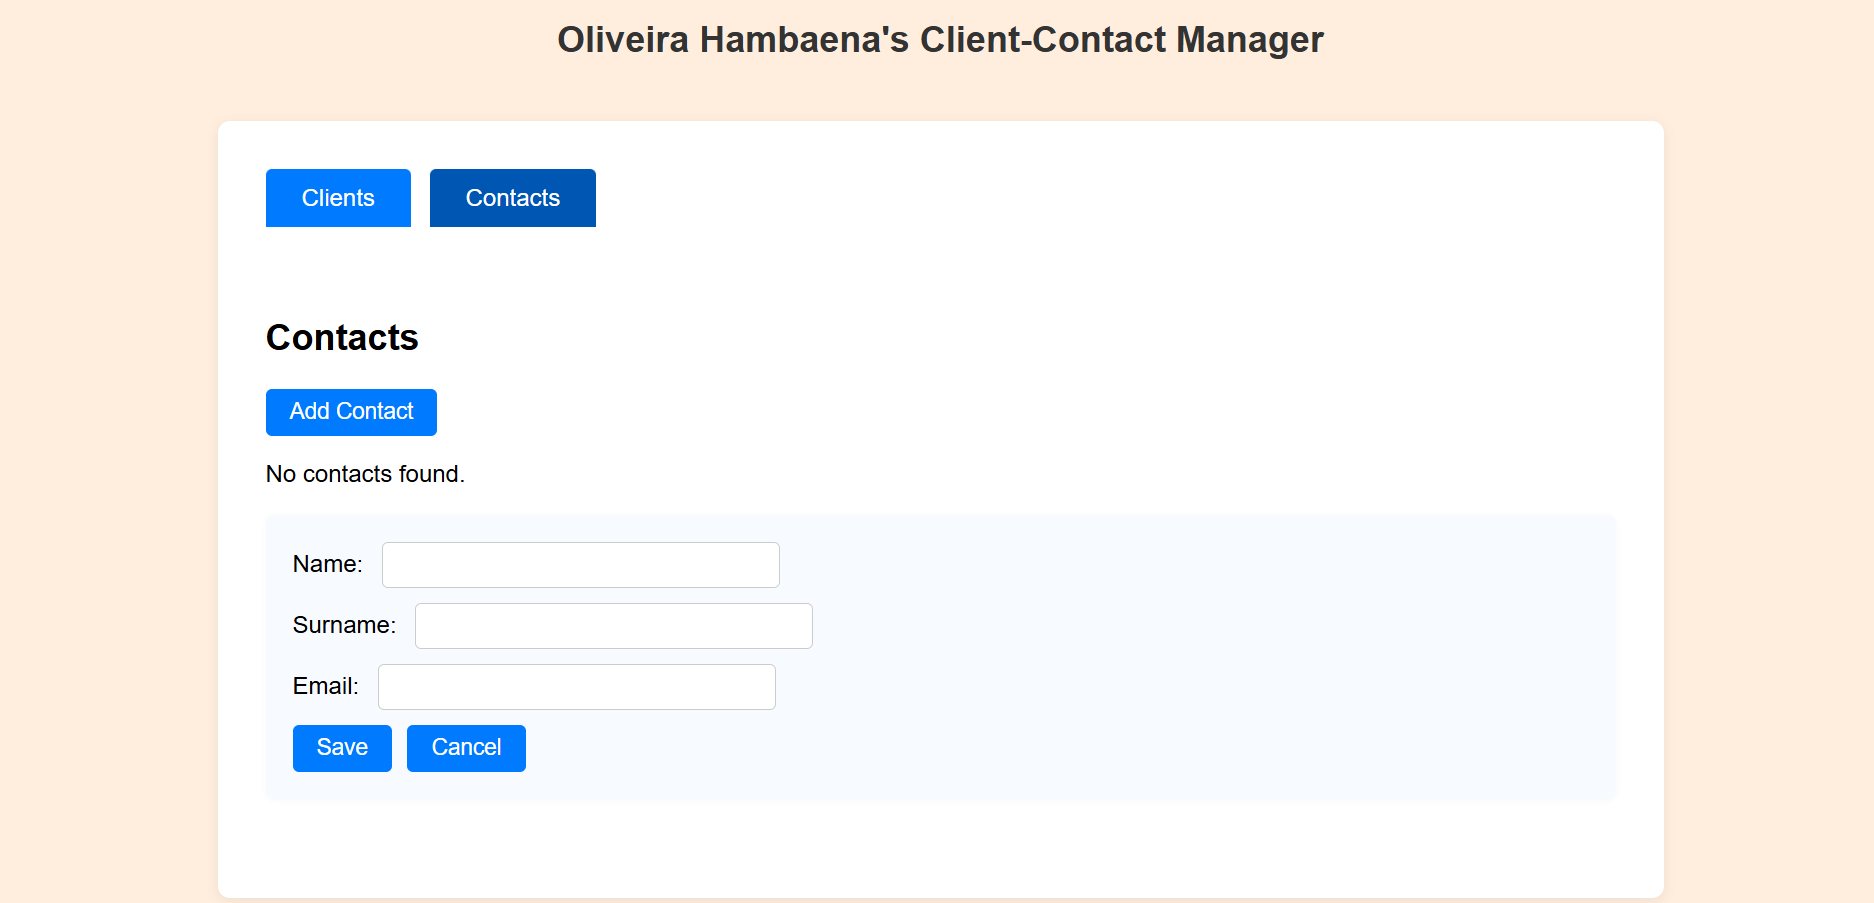 Oliveira Hambaena's Client-Contact Manager
Clients Contacts
Contacts
Add Contact
No contacts found.
Name:
Surname:
Email:
Save Cancel